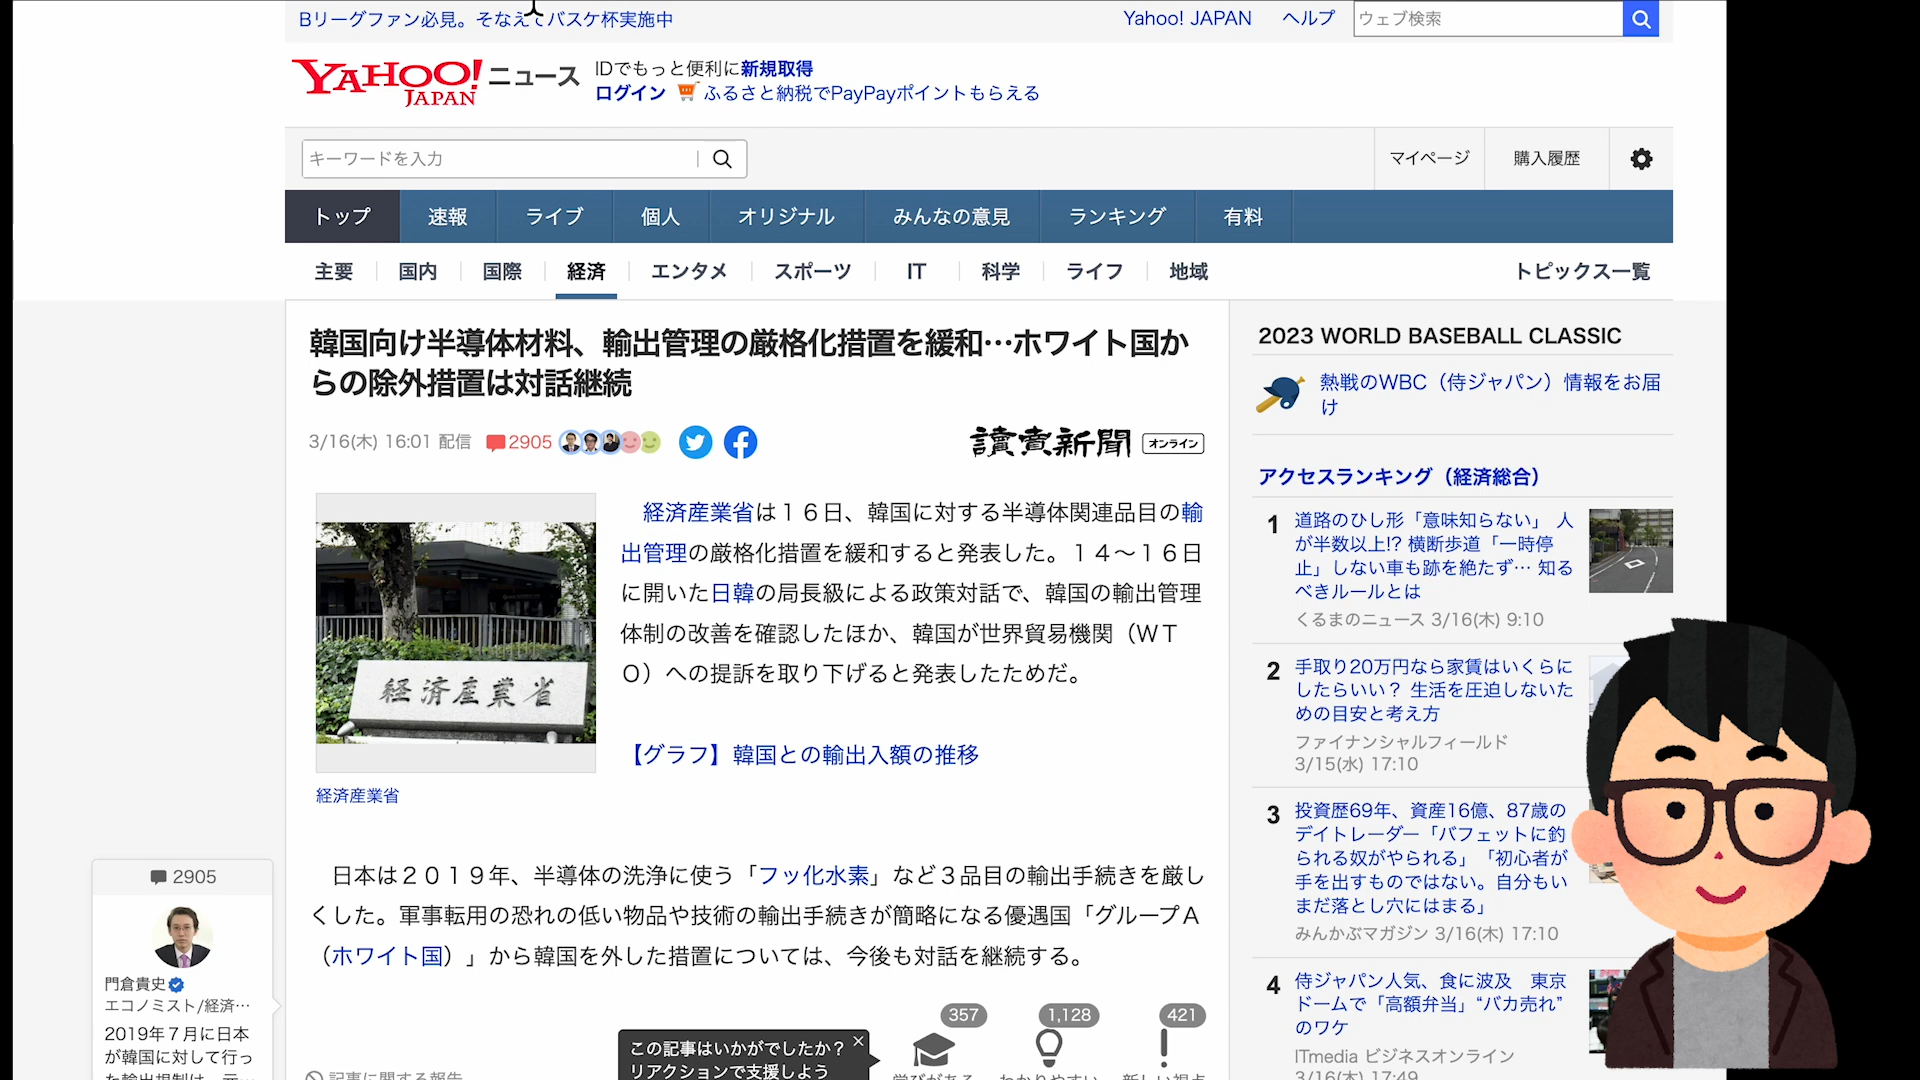 Bリーグファン必見。そなえてバスケ杯実施中
Yahoo! JAPAN
ヘルプ
ウェブ検索
YAHOO! JAPAN ニュース
IDでもっと便利に新規取得
ログイン
ふるさと納税でPayPayポイントもらえる
キーワードを入力
マイページ
購入履歴
トップ 速報 ライブ 個人 オリジナル みんなの意見 ランキング 有料
主要 国内 国際 経済 エンタメ スポーツ IT 科学 ライフ 地域 トピックス一覧
韓国向け半導体材料、輸出管理の厳格化措置を緩和…ホワイト国か
らの除外措置は対話継続
3/16(木) 16:01 配信 2905
讀賣新聞 オンライン
経済産業省は１６日、韓国に対する半導体関連品目の輸
出管理の厳格化措置を緩和すると発表した。１４～１６日
に開いた日韓の局長級による政策対話で、韓国の輸出管理
体制の改善を確認したほか、韓国が世界貿易機関（ＷＴ
Ｏ）への提訴を取り下げると発表したためだ。
【グラフ】韓国との輸出入額の推移
経済産業省
経済産業省
日本は２０１９年、半導体の洗浄に使う「フッ化水素」など３品目の輸出手続きを厳し
くした。軍事転用の恐れの低い物品や技術の輸出手続きが簡略になる優遇国「グループＡ
（ホワイト国）」から韓国を外した措置については、今後も対話を継続する。
2905
門倉貴史
エコノミスト/経済…
2019年７月に日本
が韓国に対して行っ
この記事はいかがでしたか？
リアクションで支援しよう
357
1,128
421
2023 WORLD BASEBALL CLASSIC
熱戦のWBC（侍ジャパン）情報をお届
け
アクセスランキング（経済総合）
1
道路のひし形「意味知らない」 人
が半数以上!? 横断歩道「一時停
止」しない車も跡を絶たず… 知る
べきルールとは
くるまのニュース 3/16(木) 9:10
2
手取り20万円なら家賃はいくらに
したらいい？ 生活を圧迫しないた
めの目安と考え方
ファイナンシャルフィールド
3/15(水) 17:10
3
投資歴69年、資産16億、87歳の
デイトレーダー「バフェットに釣
られる奴がやられる」「初心者が
手を出すものではない。自分もい
まだ落とし穴にはまる」
みんかぶマガジン 3/16(木) 17:10
4
侍ジャパン人気、食に波及 東京
ドームで「高額弁当」“バカ売れ”
のワケ
ITmedia ビジネスオンライン
3/16(木) 17:49